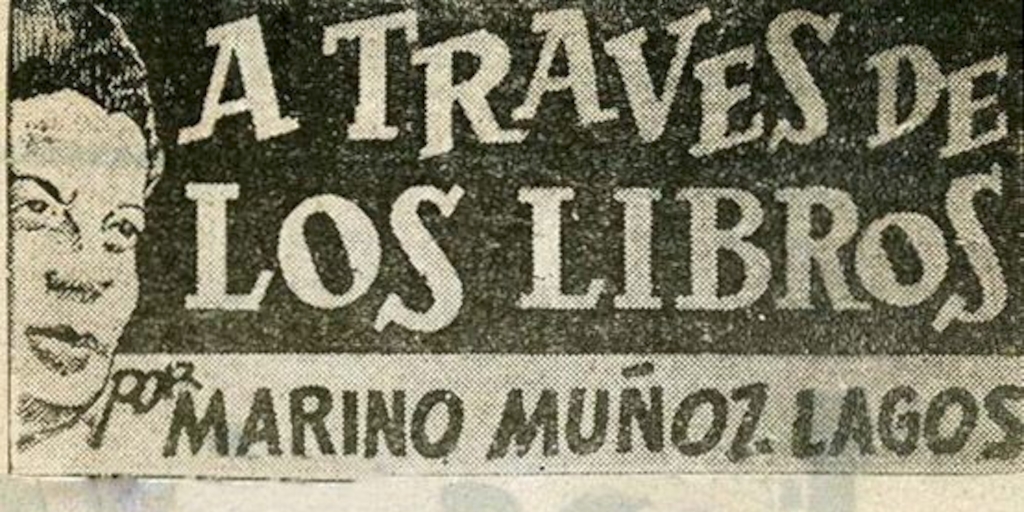 A TRAVES DE
LOS LIBROS
por MARINO MUÑOZ LAGOS